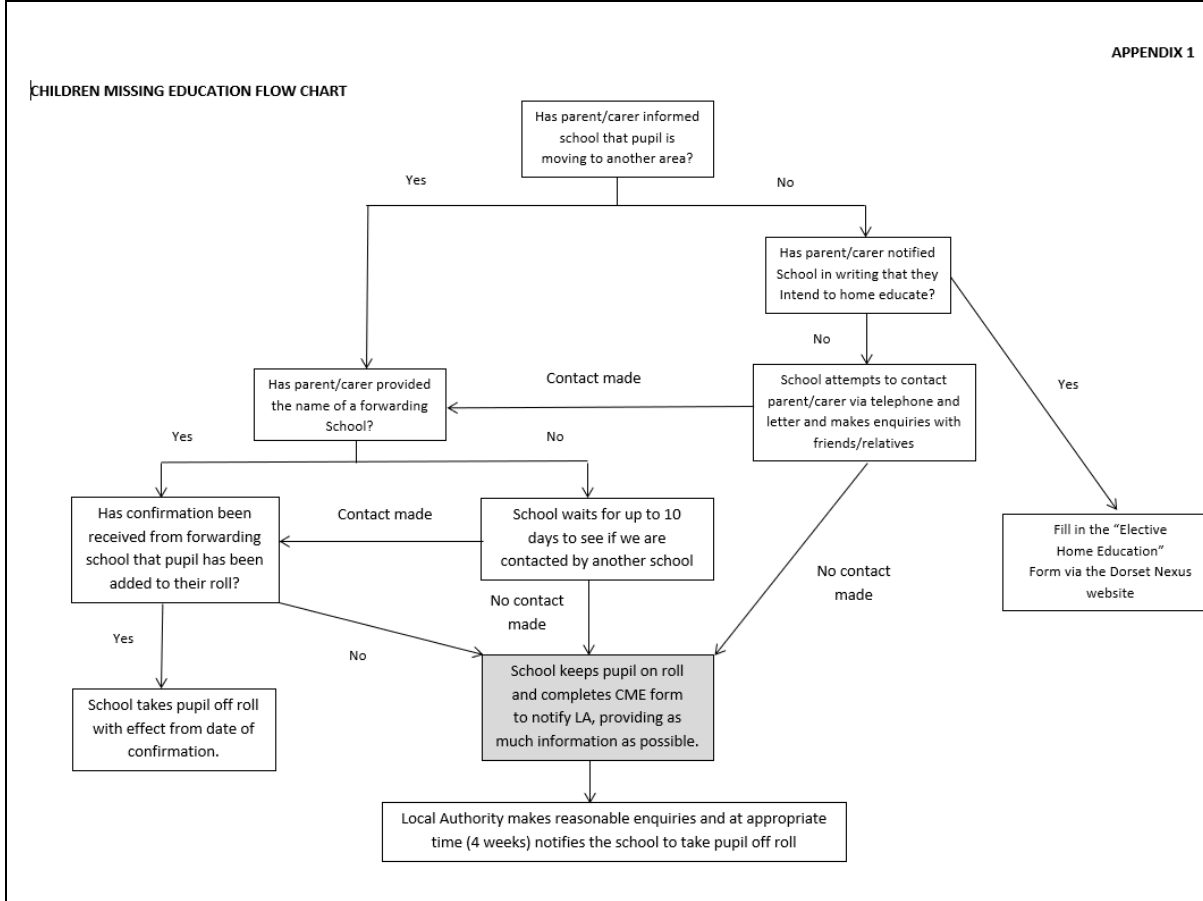 APPENDIX 1
CHILDREN MISSING EDUCATION FLOW CHART
Has parent/carer informed
school that pupil is
moving to another area?
Yes
No
Has parent/carer notified
School in writing that they
Intend to home educate?
No
Yes
Has parent/carer provided
the name of a forwarding
School?
Contact made
School attempts to contact
parent/carer via telephone and
letter and makes enquiries with
friends/relatives
Yes
No
Has confirmation been
received from forwarding
school that pupil has been
added to their roll?
Contact made
School waits for up to 10
days to see if we are
contacted by another school
No contact
made
No contact
made
Fill in the “Elective
Home Education”
Form via the Dorset Nexus
website
Yes
No
School takes pupil off roll
with effect from date of
confirmation.
School keeps pupil on roll
and completes CME form
to notify LA, providing as
much information as possible.
Local Authority makes reasonable enquiries and at appropriate
time (4 weeks) notifies the school to take pupil off roll